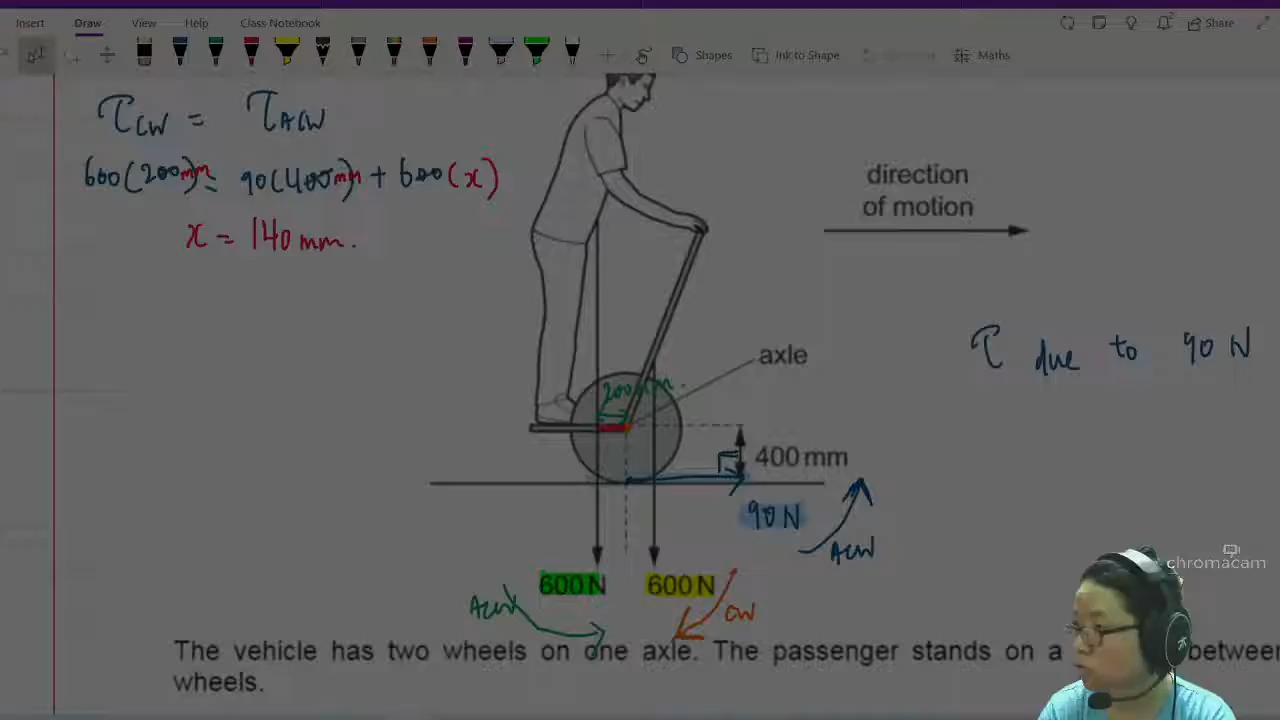 Insert Draw View Help Class Notebook Share
Shapes Ink to Shape Maths
τCW = τACW
600(200mm) = 90(400mm) + 600(x)
x = 140 mm.
direction
of motion
τ due to 90 N
axle
200mm.
400 mm
90 N
ACW
chromacam
600 N 600 N
ACW
CW
The vehicle has two wheels on one axle. The passenger stands on a between
wheels.